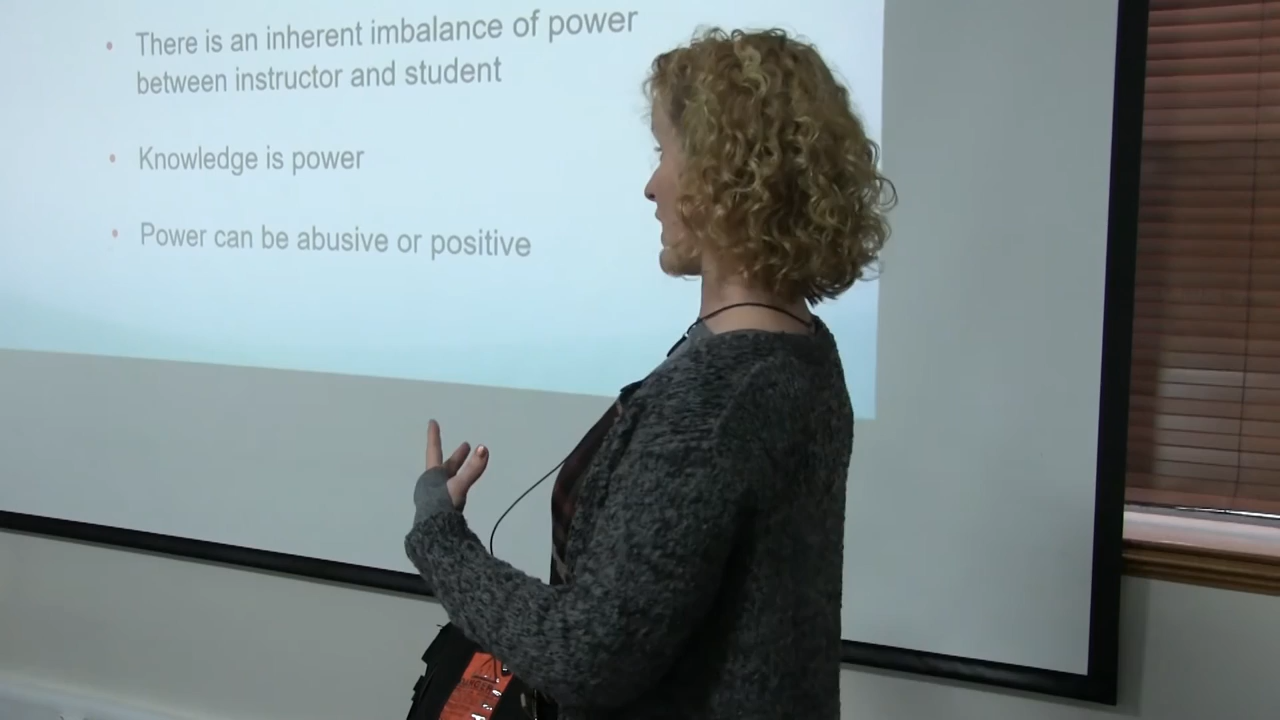 There is an inherent imbalance of power
between instructor and student
Knowledge is power
Power can be abusive or positive